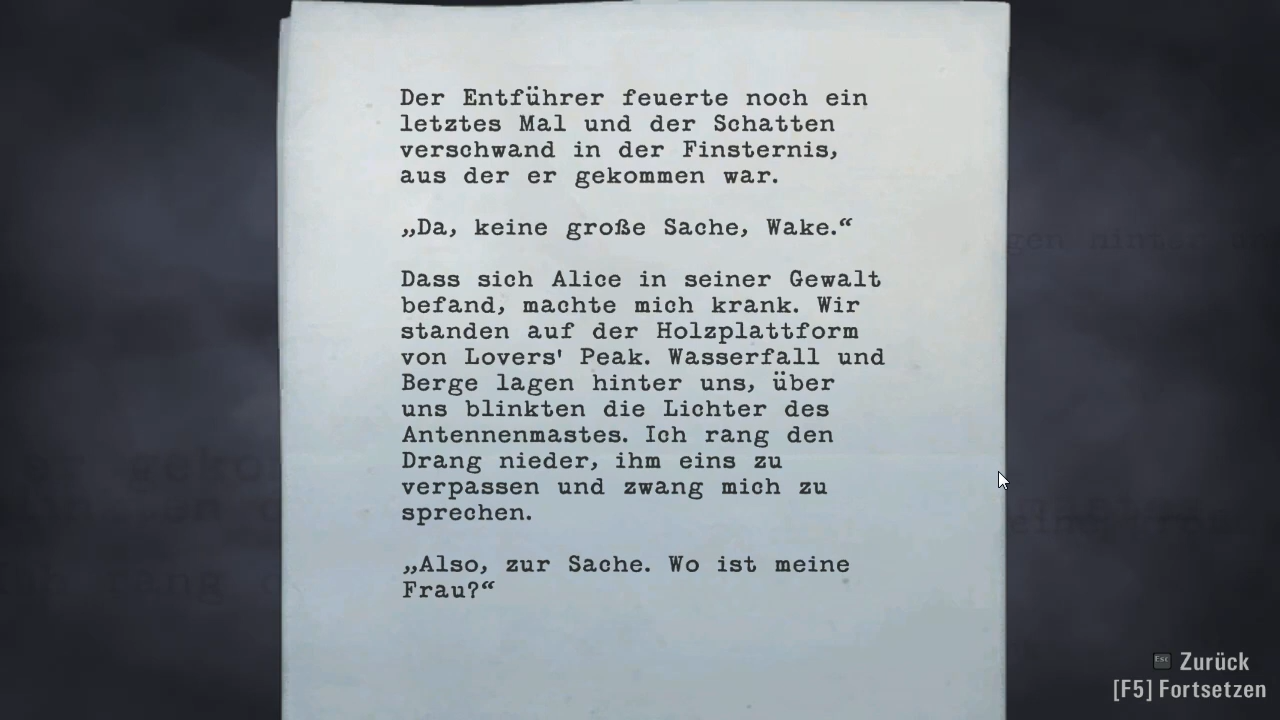 Der Entführer feuerte noch ein
letztes Mal und der Schatten
verschwand in der Finsternis,
aus der er gekommen war.
„Da, keine große Sache, Wake.“
Dass sich Alice in seiner Gewalt
befand, machte mich krank. Wir
standen auf der Holzplattform
von Lovers' Peak. Wasserfall und
Berge lagen hinter uns, über
uns blinkten die Lichter des
Antennenmastes. Ich rang den
Drang nieder, ihm eins zu
verpassen und zwang mich zu
sprechen.
„Also, zur Sache. Wo ist meine
Frau?“
Esc Zurück
[F5] Fortsetzen